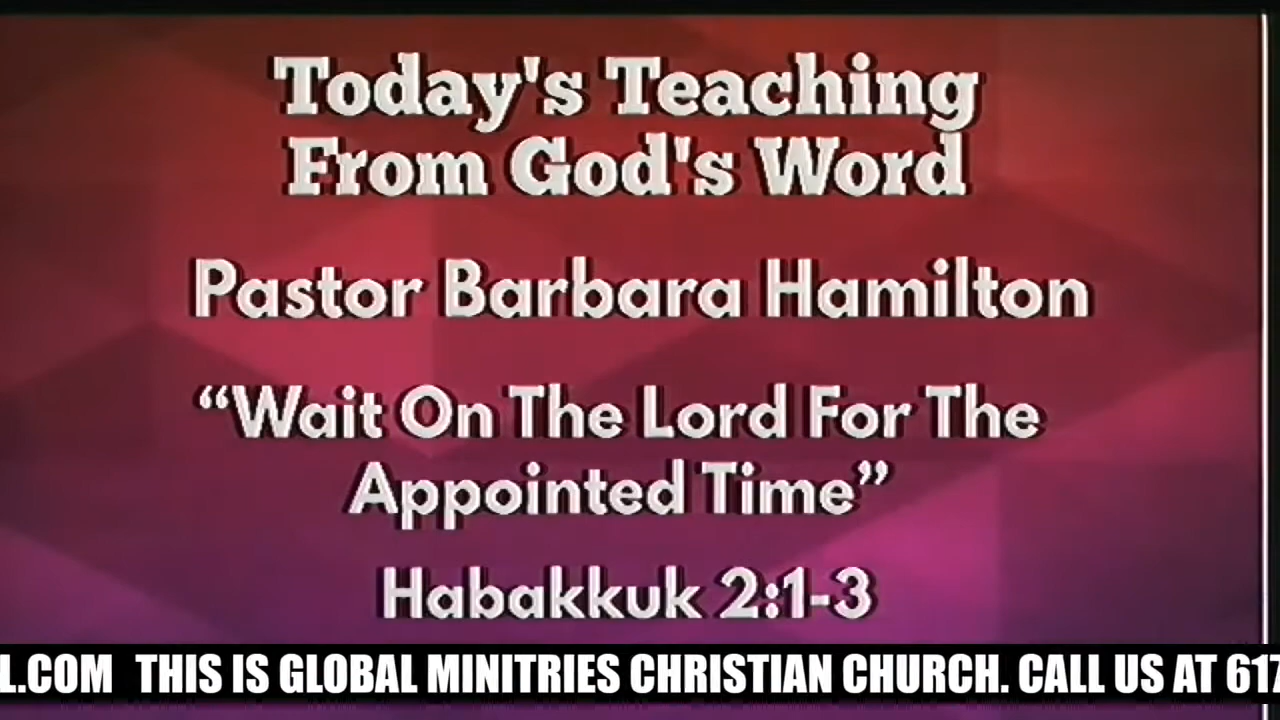 Today's Teaching
From God's Word
Pastor Barbara Hamilton
“Wait On The Lord For The
Appointed Time”
Habakkuk 2:1-3
L.COM THIS IS GLOBAL MINITRIES CHRISTIAN CHURCH. CALL US AT 617